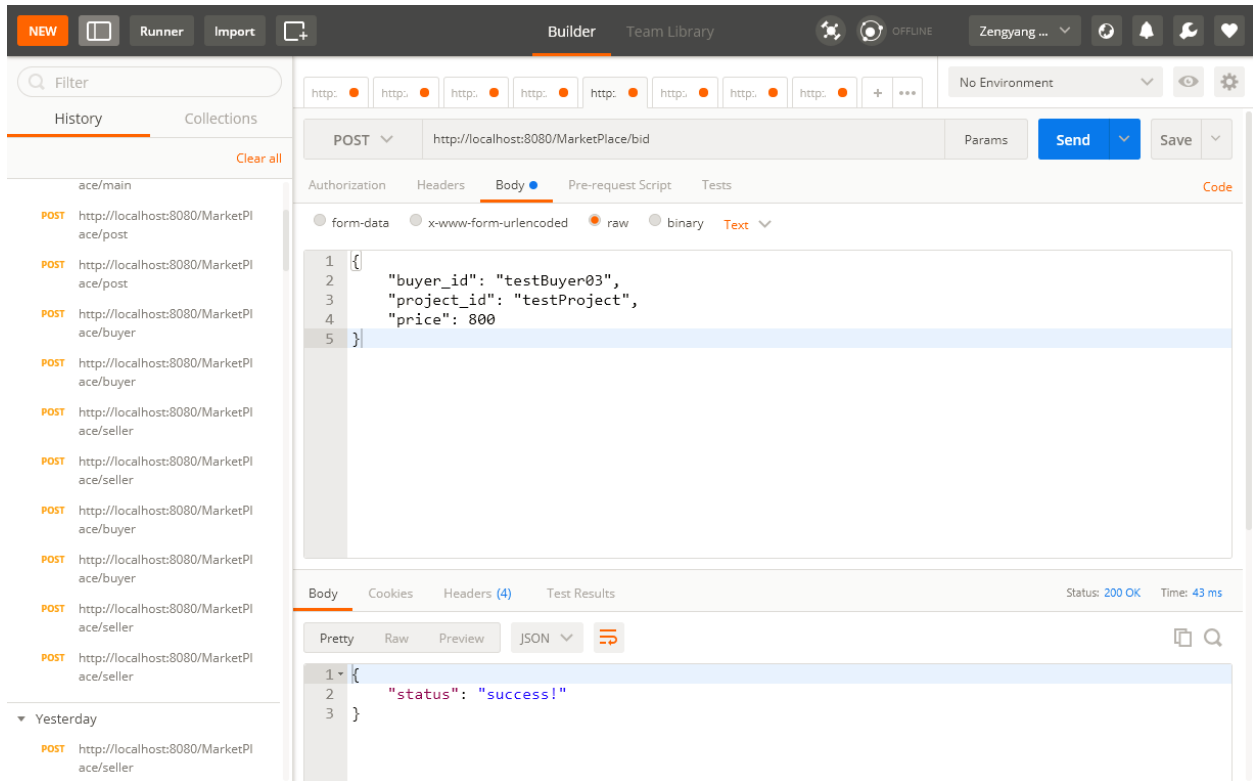 NEW Runner Import Builder Team Library OFFLINE Zengyang ...
Filter
History Collections
Clear all
ace/main
POST http://localhost:8080/MarketPl
ace/post
POST http://localhost:8080/MarketPl
ace/post
POST http://localhost:8080/MarketPl
ace/buyer
POST http://localhost:8080/MarketPl
ace/buyer
POST http://localhost:8080/MarketPl
ace/seller
POST http://localhost:8080/MarketPl
ace/seller
POST http://localhost:8080/MarketPl
ace/buyer
POST http://localhost:8080/MarketPl
ace/buyer
POST http://localhost:8080/MarketPl
ace/seller
POST http://localhost:8080/MarketPl
ace/seller
Yesterday
POST http://localhost:8080/MarketPl
ace/seller
http: http: http: http: http: http: http: http: + ••• No Environment
POST http://localhost:8080/MarketPlace/bid Params Send Save
Authorization Headers Body Pre-request Script Tests Code
form-data x-www-form-urlencoded raw binary Text
1 {
2 "buyer_id": "testBuyer03",
3 "project_id": "testProject",
4 "price": 800
5 }
Body Cookies Headers (4) Test Results Status: 200 OK Time: 43 ms
Pretty Raw Preview JSON
1 {
2 "status": "success!"
3 }